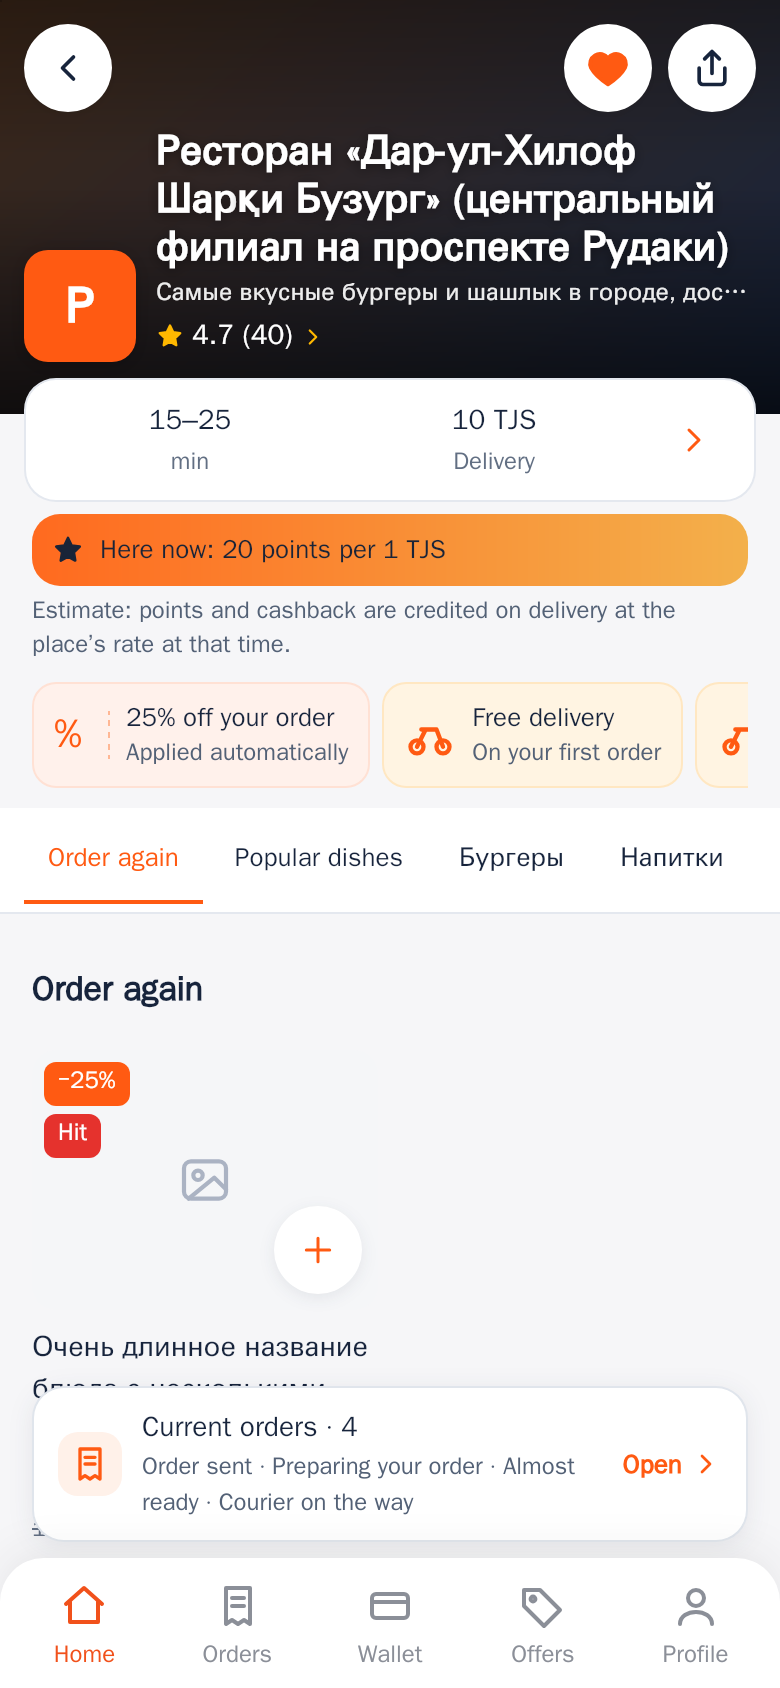 Ресторан «Дар-ул-Хилоф
Шарқи Бузург» (центральный
филиал на проспекте Рудаки)
Р
Самые вкусные бургеры и шашлык в городе, дос…
4.7 (40)
15–25
min
10 TJS
Delivery
Here now: 20 points per 1 TJS
Estimate: points and cashback are credited on delivery at the
place’s rate at that time.
%
25% off your order
Applied automatically
Free delivery
On your first order
Order again
Popular dishes
Бургеры
Напитки
Order again
−25%
Hit
Очень длинное название
блюда с несколькими
Current orders · 4
Order sent · Preparing your order · Almost
ready · Courier on the way
Open
Home
Orders
Wallet
Offers
Profile